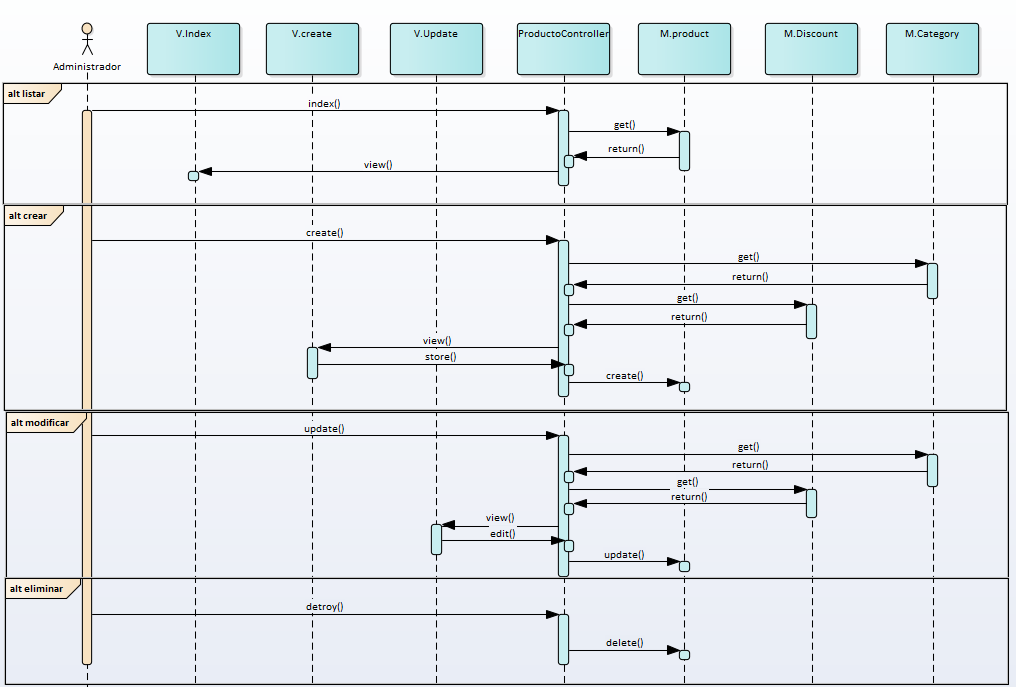 V.Index
V.create
V.Update
ProductoController
M.product
M.Discount
M.Category
Administrador
alt listar
index()
get()
return()
view()
alt crear
create()
get()
return()
get()
return()
view()
store()
create()
alt modificar
update()
get()
return()
get()
return()
view()
edit()
update()
alt eliminar
detroy()
delete()